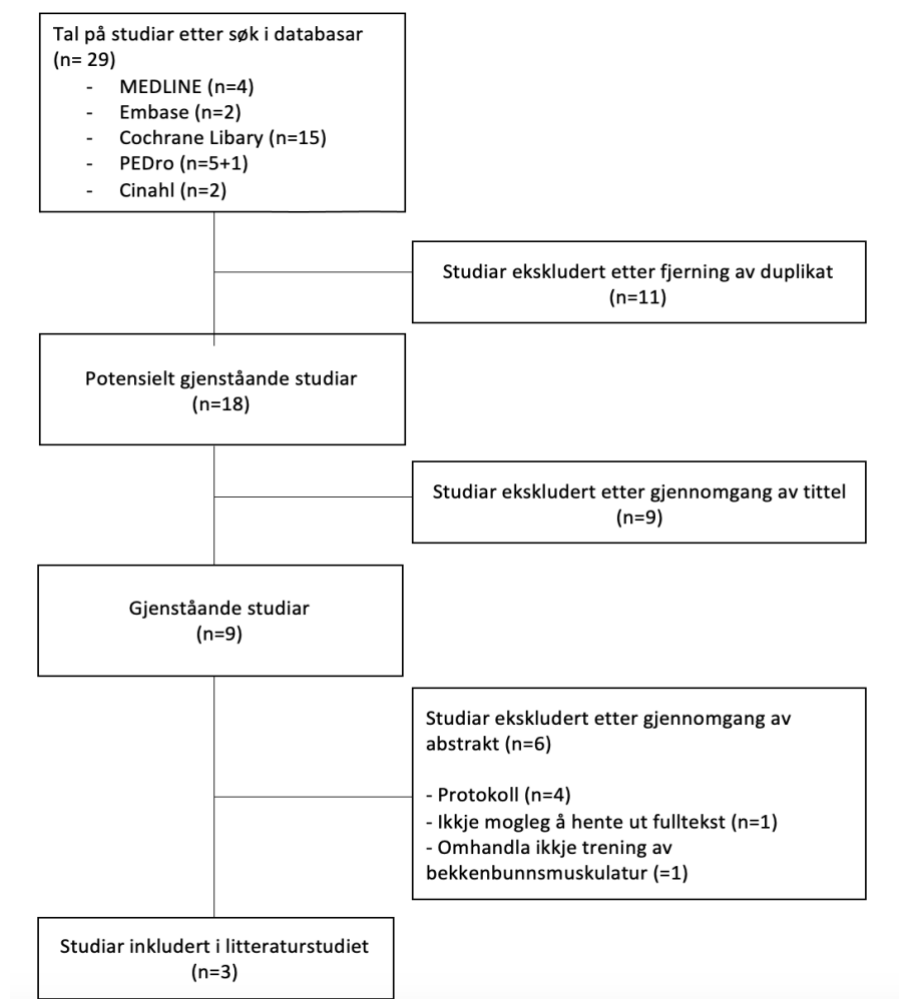 Tal på studiar etter søk i databasar
(n= 29)
- MEDLINE (n=4)
- Embase (n=2)
- Cochrane Libary (n=15)
- PEDro (n=5+1)
- Cinahl (n=2)
Studiar ekskludert etter fjerning av duplikat
(n=11)
Potensielt gjenståande studiar
(n=18)
Studiar ekskludert etter gjennomgang av tittel
(n=9)
Gjenståande studiar
(n=9)
Studiar ekskludert etter gjennomgang av
abstrakt (n=6)
- Protokoll (n=4)
- Ikkje mogleg å hente ut fulltekst (n=1)
- Omhandla ikkje trening av
bekkenbunnsmuskulatur (=1)
Studiar inkludert i litteraturstudiet
(n=3)